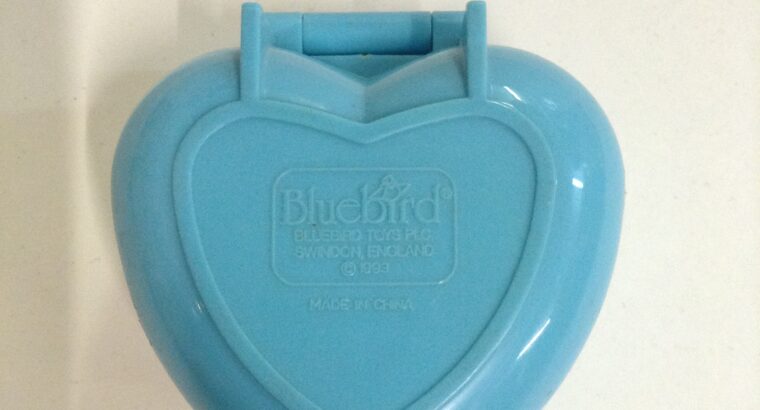 Bluebird®
BLUEBIRD TOYS PLC
SWINDON, ENGLAND
© 1993
MADE IN CHINA